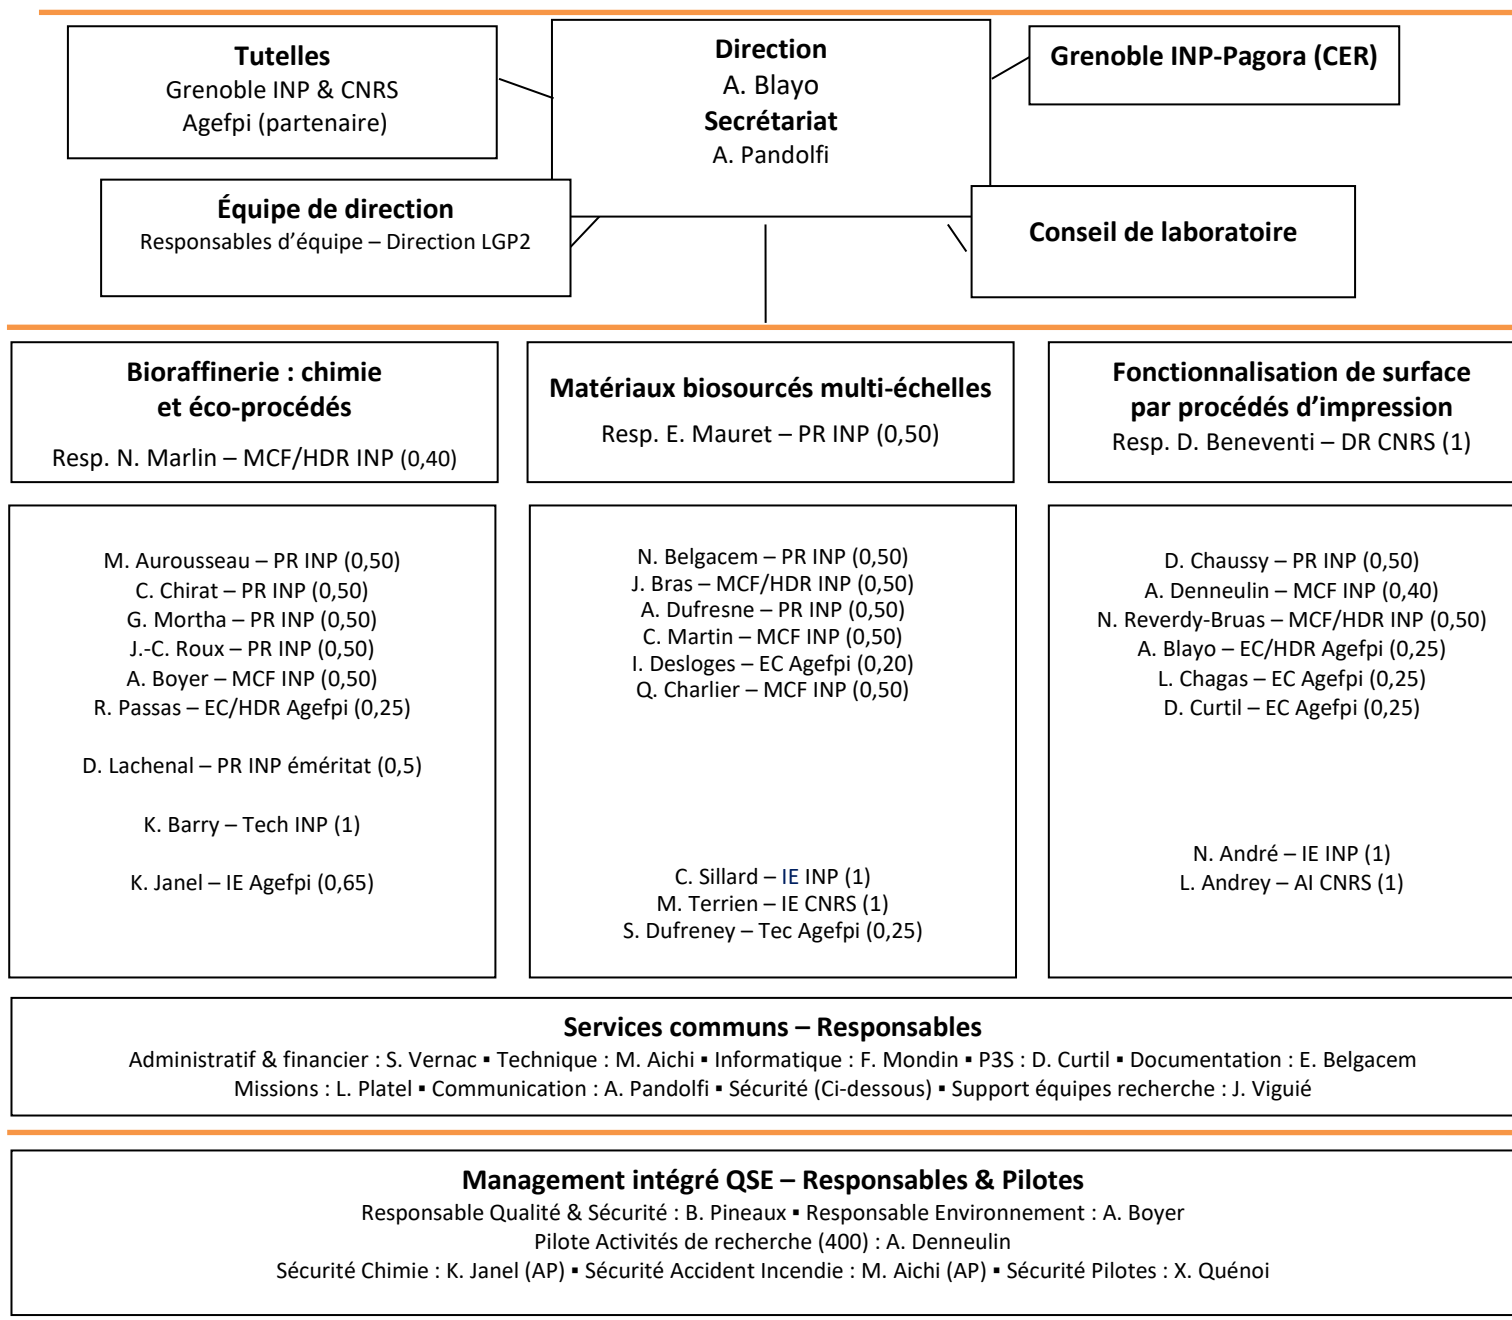 Tutelles
Grenoble INP & CNRS
Agefpi (partenaire)
Direction
A. Blayo
Secrétariat
A. Pandolfi
Grenoble INP-Pagora (CER)
Équipe de direction
Responsables d’équipe – Direction LGP2
Conseil de laboratoire
Bioraffinerie : chimie
et éco-procédés
Resp. N. Marlin – MCF/HDR INP (0,40)
Matériaux biosourcés multi-échelles
Resp. E. Mauret – PR INP (0,50)
Fonctionnalisation de surface
par procédés d’impression
Resp. D. Beneventi – DR CNRS (1)
M. Aurousseau – PR INP (0,50)
C. Chirat – PR INP (0,50)
G. Mortha – PR INP (0,50)
J.-C. Roux – PR INP (0,50)
A. Boyer – MCF INP (0,50)
R. Passas – EC/HDR Agefpi (0,25)
D. Lachenal – PR INP éméritat (0,5)
K. Barry – Tech INP (1)
K. Janel – IE Agefpi (0,65)
N. Belgacem – PR INP (0,50)
J. Bras – MCF/HDR INP (0,50)
A. Dufresne – PR INP (0,50)
C. Martin – MCF INP (0,50)
I. Desloges – EC Agefpi (0,20)
Q. Charlier – MCF INP (0,50)
C. Sillard – IE INP (1)
M. Terrien – IE CNRS (1)
S. Dufreney – Tec Agefpi (0,25)
D. Chaussy – PR INP (0,50)
A. Denneulin – MCF INP (0,40)
N. Reverdy-Bruas – MCF/HDR INP (0,50)
A. Blayo – EC/HDR Agefpi (0,25)
L. Chagas – EC Agefpi (0,25)
D. Curtil – EC Agefpi (0,25)
N. André – IE INP (1)
L. Andrey – AI CNRS (1)
Services communs – Responsables
Administratif & financier : S. Vernac ▪ Technique : M. Aichi ▪ Informatique : F. Mondin ▪ P3S : D. Curtil ▪ Documentation : E. Belgacem
Missions : L. Platel ▪ Communication : A. Pandolfi ▪ Sécurité (Ci-dessous) ▪ Support équipes recherche : J. Viguié
Management intégré QSE – Responsables & Pilotes
Responsable Qualité & Sécurité : B. Pineaux ▪ Responsable Environnement : A. Boyer
Pilote Activités de recherche (400) : A. Denneulin
Sécurité Chimie : K. Janel (AP) ▪ Sécurité Accident Incendie : M. Aichi (AP) ▪ Sécurité Pilotes : X. Quénoi